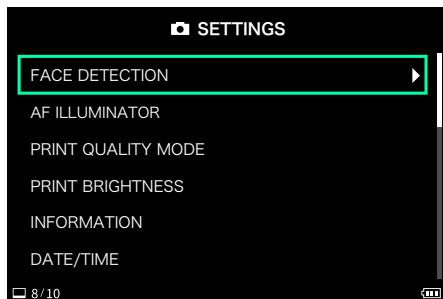 SETTINGS
FACE DETECTION
AF ILLUMINATOR
PRINT QUALITY MODE
PRINT BRIGHTNESS
INFORMATION
DATE/TIME
8/10